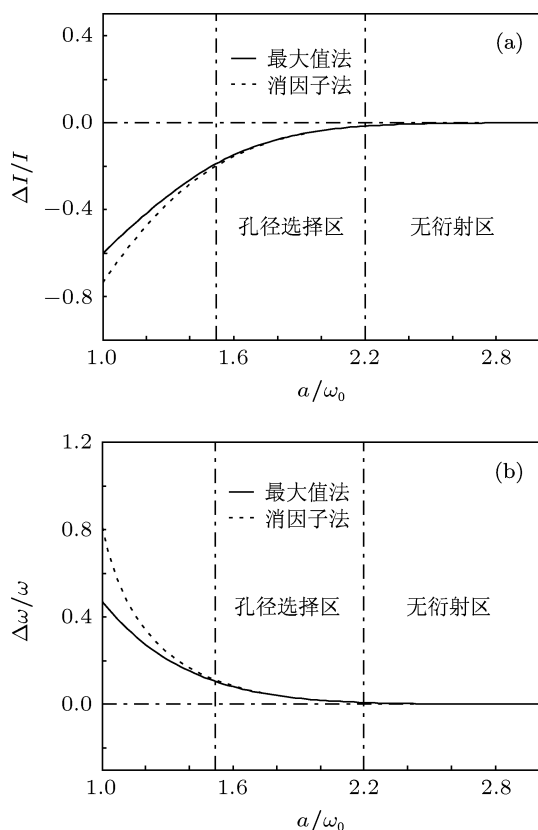 (a)
最大值法
消因子法
0.4
0.0
−0.4
−0.8
ΔI/I
孔径选择区
无衍射区
1.0 1.6 2.2 2.8
a/ω₀
(b)
最大值法
消因子法
1.2
0.8
0.4
0.0
Δω/ω
孔径选择区
无衍射区
1.0 1.6 2.2 2.8
a/ω₀